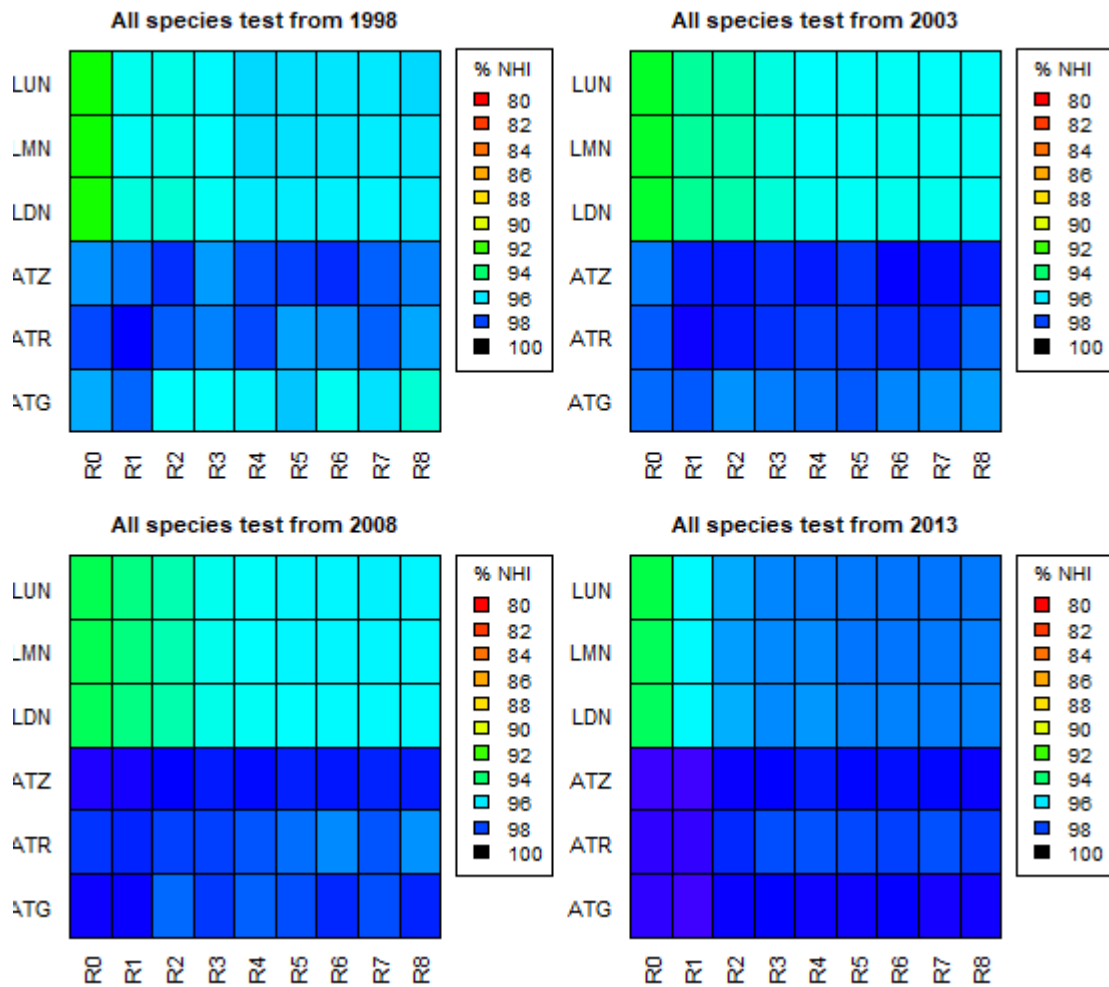 All species test from 1998
LUN
LMN
LDN
ATZ
ATR
ATG
R0 R1 R2 R3 R4 R5 R6 R7 R8
% NHI
80
82
84
86
88
90
92
94
96
98
100
All species test from 2003
LUN
LMN
LDN
ATZ
ATR
ATG
R0 R1 R2 R3 R4 R5 R6 R7 R8
% NHI
80
82
84
86
88
90
92
94
96
98
100
All species test from 2008
LUN
LMN
LDN
ATZ
ATR
ATG
R0 R1 R2 R3 R4 R5 R6 R7 R8
% NHI
80
82
84
86
88
90
92
94
96
98
100
All species test from 2013
LUN
LMN
LDN
ATZ
ATR
ATG
R0 R1 R2 R3 R4 R5 R6 R7 R8
% NHI
80
82
84
86
88
90
92
94
96
98
100